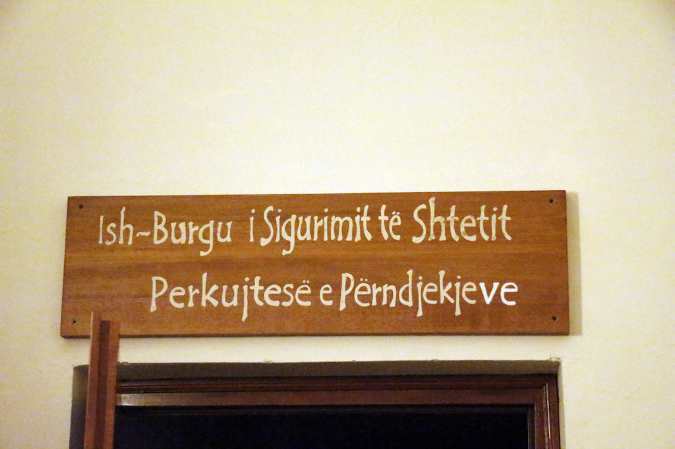 Ish-Burgu i Sigurimit të Shtetit
Perkujtesë e Përndjekjeve